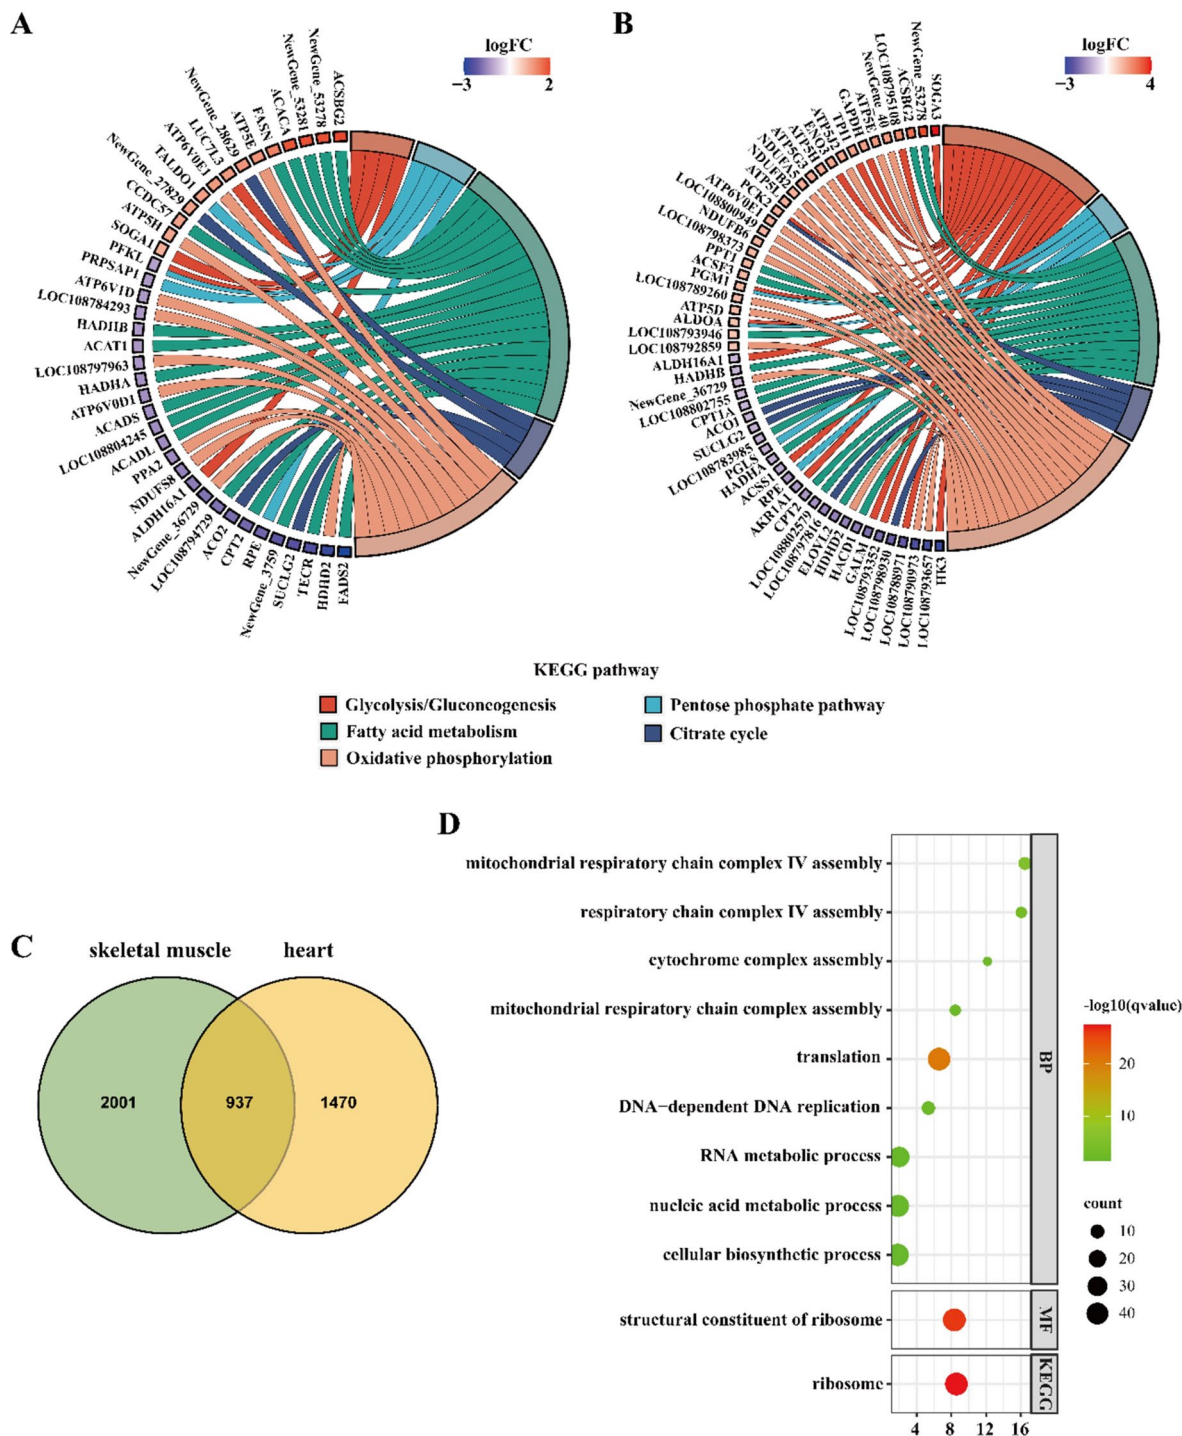 A
logFC
−3
2
ACSBG2
NewGene_53278
NewGene_53281
ACACA
FASN
ATP5E
NewGene_28629
LUC7L3
ATP6V0E1
TALDO1
NewGene_27829
CCDC57
ATP5H
SOGA1
PFKL
PRPSAP1
ATP6V1D
LOC108784293
HADHB
ACAT1
LOC108797963
HADHA
ATP6V0D1
ACADS
LOC108804245
ACADL
PPA2
NDUFS8
ALDH16A1
NewGene_36729
LOC108794729
ACO2
CPT2
RPE
NewGene_3759
SUCLG2
TECR
HDHD2
FADS2
B
logFC
−3
4
SOGA3
NewGene_53278
ACSBG2
LOC108795108
NewGene_40
ATP5E
GAPDH
TPI1
ATP5J2
ENO3
ATP5H
ATP5G3
NDUFA5
ATP5L
NDUFB2
PCK2
ATP6V0E1
LOC108800949
NDUFB6
LOC108798373
PPT1
ACSF3
PGM1
LOC108789260
ATP5D
ALDOA
LOC108793946
LOC108792859
ALDH16A1
HADHB
NewGene_36729
LOC108802755
CPT1A
ACO1
SUCLG2
LOC108783985
PGLS
HADHA
ACSS1
RPE
AKR1A1
CPT2
LOC108802579
LOC108797816
ELOVL2
HDHD2
HACD1
GALM
LOC108793352
LOC108798930
LOC108788971
LOC108790973
LOC108793657
HK3
KEGG pathway
Glycolysis/Gluconeogenesis
Fatty acid metabolism
Oxidative phosphorylation
Pentose phosphate pathway
Citrate cycle
C
skeletal muscle
heart
2001
937
1470
D
mitochondrial respiratory chain complex IV assembly
respiratory chain complex IV assembly
cytochrome complex assembly
mitochondrial respiratory chain complex assembly
translation
DNA−dependent DNA replication
RNA metabolic process
nucleic acid metabolic process
cellular biosynthetic process
structural constituent of ribosome
ribosome
BP
MF
KEGG
4 8 12 16
-log10(qvalue)
20
10
count
10
20
30
40